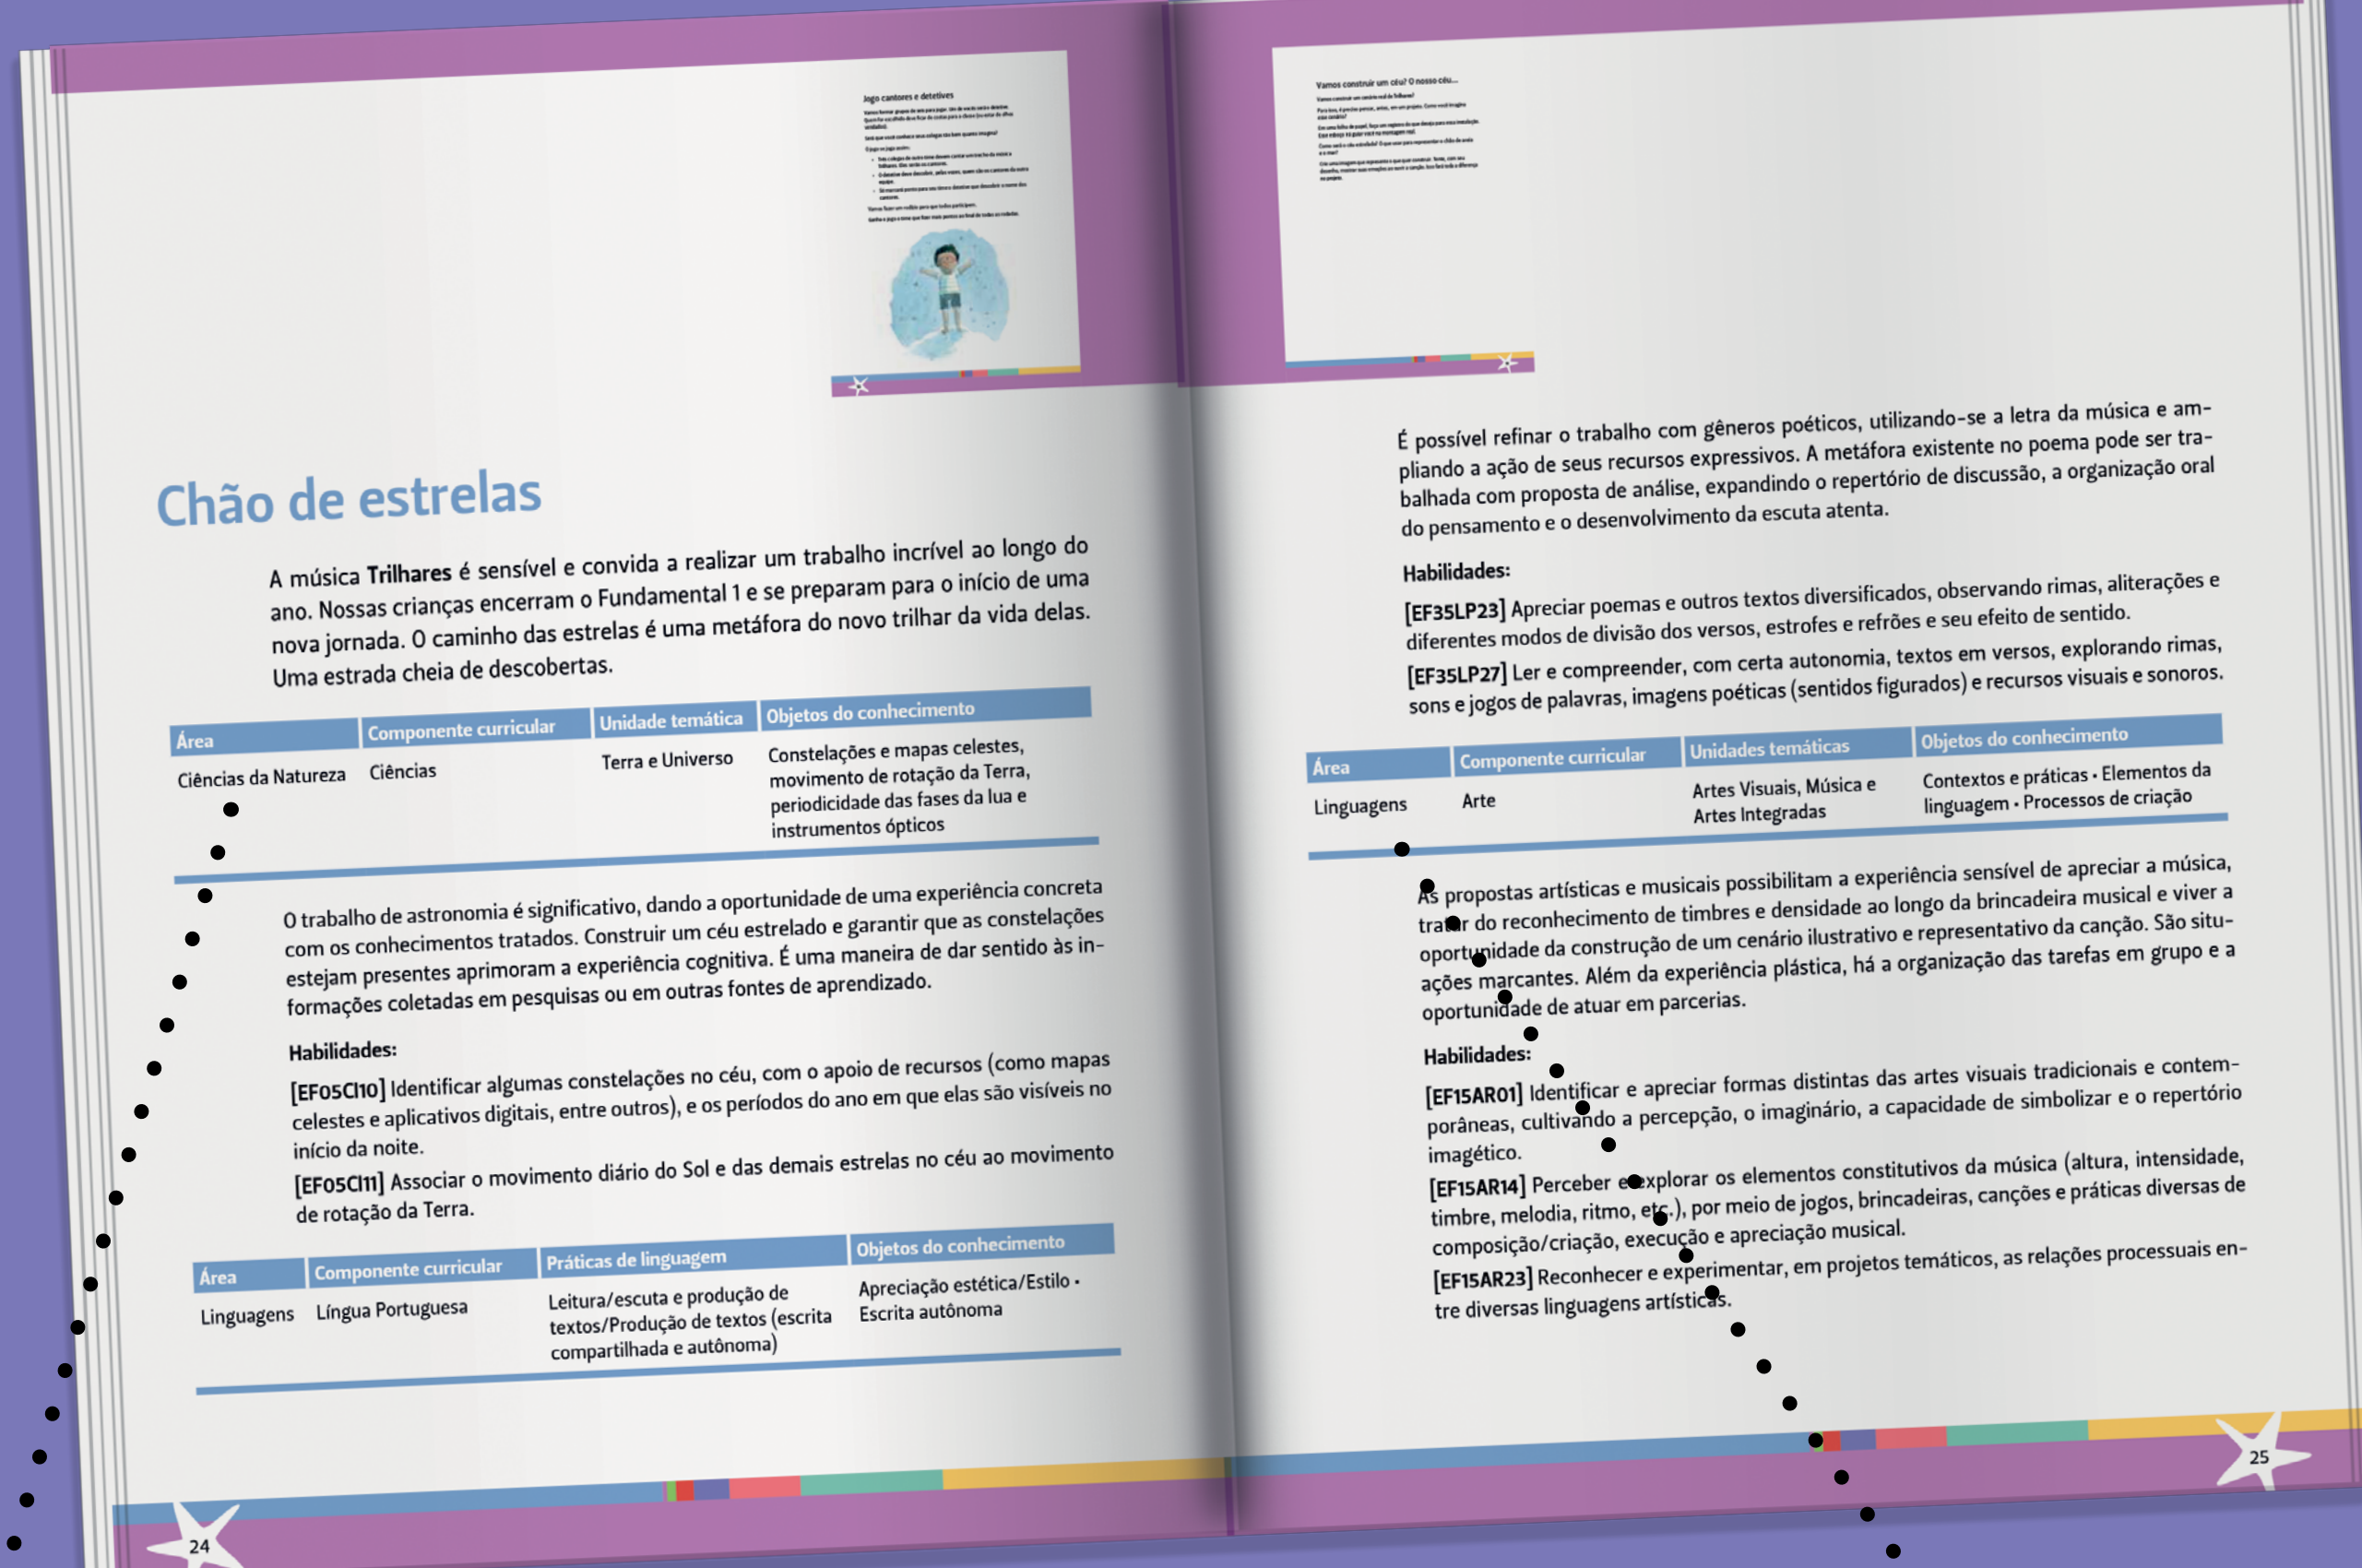 Jogo cantores e detetives
Chão de estrelas
A música Trilhares é sensível e convida a realizar um trabalho incrível ao longo do
ano. Nossas crianças encerram o Fundamental 1 e se preparam para o início de uma
nova jornada. O caminho das estrelas é uma metáfora do novo trilhar da vida delas.
Uma estrada cheia de descobertas.
Área Componente curricular Unidade temática Objetos do conhecimento
Ciências da Natureza Ciências Terra e Universo Constelações e mapas celestes,
movimento de rotação da Terra,
periodicidade das fases da lua e
instrumentos ópticos
O trabalho de astronomia é significativo, dando a oportunidade de uma experiência concreta
com os conhecimentos tratados. Construir um céu estrelado e garantir que as constelações
estejam presentes aprimoram a experiência cognitiva. É uma maneira de dar sentido às in-
formações coletadas em pesquisas ou em outras fontes de aprendizado.
Habilidades:
[EF05CI10] Identificar algumas constelações no céu, com o apoio de recursos (como mapas
celestes e aplicativos digitais, entre outros), e os períodos do ano em que elas são visíveis no
início da noite.
[EF05CI11] Associar o movimento diário do Sol e das demais estrelas no céu ao movimento
de rotação da Terra.
Área Componente curricular Práticas de linguagem Objetos do conhecimento
Linguagens Língua Portuguesa Leitura/escuta e produção de Apreciação estética/Estilo •
textos/Produção de textos (escrita Escrita autônoma
compartilhada e autônoma)
24
Vamos construir um céu? O nosso céu...
É possível refinar o trabalho com gêneros poéticos, utilizando-se a letra da música e am-
pliando a ação de seus recursos expressivos. A metáfora existente no poema pode ser tra-
balhada com proposta de análise, expandindo o repertório de discussão, a organização oral
do pensamento e o desenvolvimento da escuta atenta.
Habilidades:
[EF35LP23] Apreciar poemas e outros textos diversificados, observando rimas, aliterações e
diferentes modos de divisão dos versos, estrofes e refrões e seu efeito de sentido.
[EF35LP27] Ler e compreender, com certa autonomia, textos em versos, explorando rimas,
sons e jogos de palavras, imagens poéticas (sentidos figurados) e recursos visuais e sonoros.
Área Componente curricular Unidades temáticas Objetos do conhecimento
Linguagens Arte Artes Visuais, Música e Contextos e práticas • Elementos da
Artes Integradas linguagem • Processos de criação
As propostas artísticas e musicais possibilitam a experiência sensível de apreciar a música,
tratar do reconhecimento de timbres e densidade ao longo da brincadeira musical e viver a
oportunidade da construção de um cenário ilustrativo e representativo da canção. São situ-
ações marcantes. Além da experiência plástica, há a organização das tarefas em grupo e a
oportunidade de atuar em parcerias.
Habilidades:
[EF15AR01] Identificar e apreciar formas distintas das artes visuais tradicionais e contem-
porâneas, cultivando a percepção, o imaginário, a capacidade de simbolizar e o repertório
imagético.
[EF15AR14] Perceber e explorar os elementos constitutivos da música (altura, intensidade,
timbre, melodia, ritmo, etc.), por meio de jogos, brincadeiras, canções e práticas diversas de
composição/criação, execução e apreciação musical.
[EF15AR23] Reconhecer e experimentar, em projetos temáticos, as relações processuais en-
tre diversas linguagens artísticas.
25